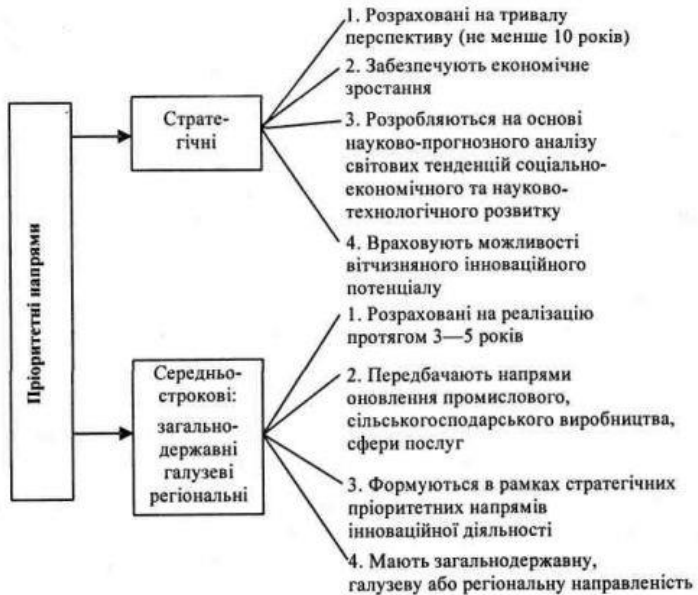 Пріоритетні напрями
Страте-
гічні
1. Розраховані на тривалу
перспективу (не менше 10 років)
2. Забезпечують економічне
зростання
3. Розробляються на основі
науково-прогнозного аналізу
світових тенденцій соціально-
економічного та науково-
технологічного розвитку
4. Враховують можливості
вітчизняного інноваційного
потенціалу
Середньо-
строкові:
загально-
державні
галузеві
регіональні
1. Розраховані на реалізацію
протягом 3—5 років
2. Передбачають напрями
оновлення промислового,
сільськогосподарського виробництва,
сфери послуг
3. Формуються в рамках стратегічних
пріоритетних напрямів
інноваційної діяльності
4. Мають загальнодержавну,
галузеву або регіональну направленість